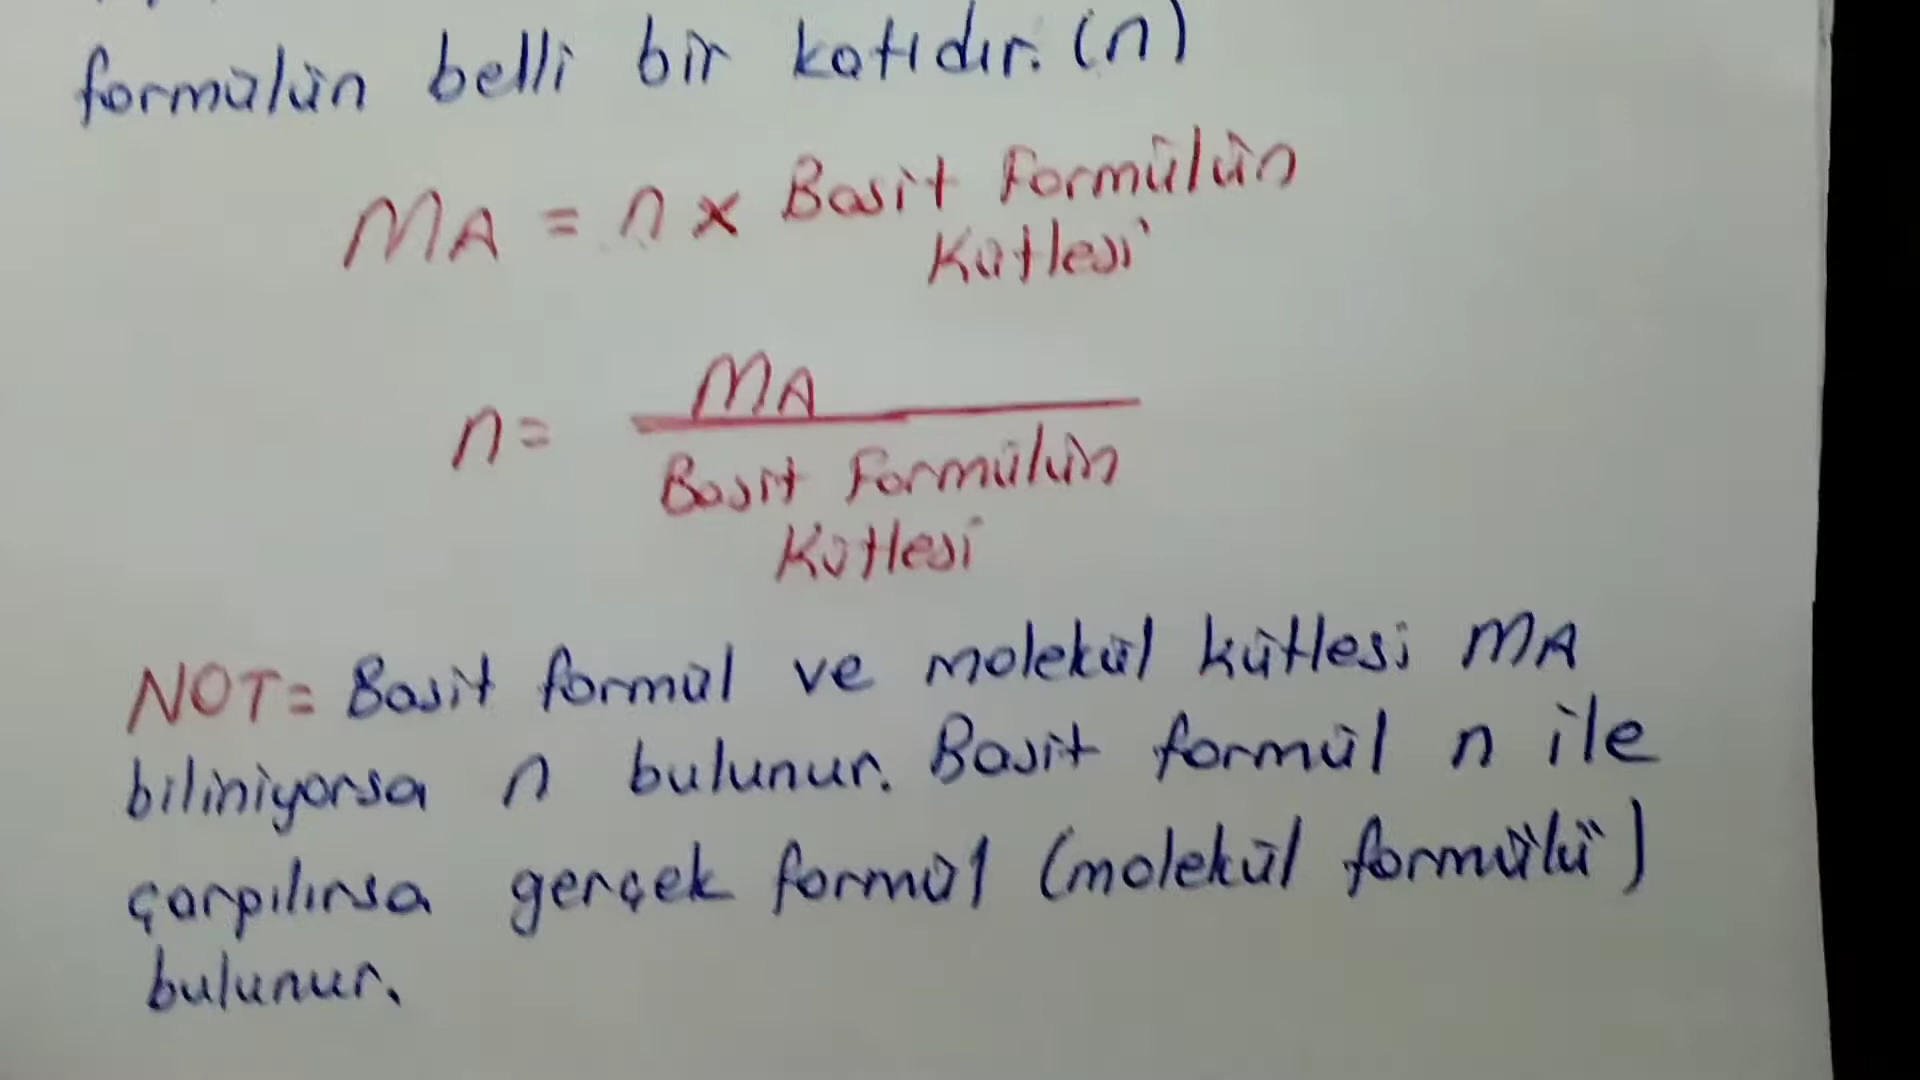 formülün belli bir katıdır. (n)
MA = n x Basit Formülün
Kütlesi
MA
n=
Basit Formülün
Kütlesi
NOT= Basit formül ve molekül kütlesi MA
biliniyorsa n bulunur. Basit formül n ile
çarpılırsa gerçek formül (molekül formülü)
bulunur.